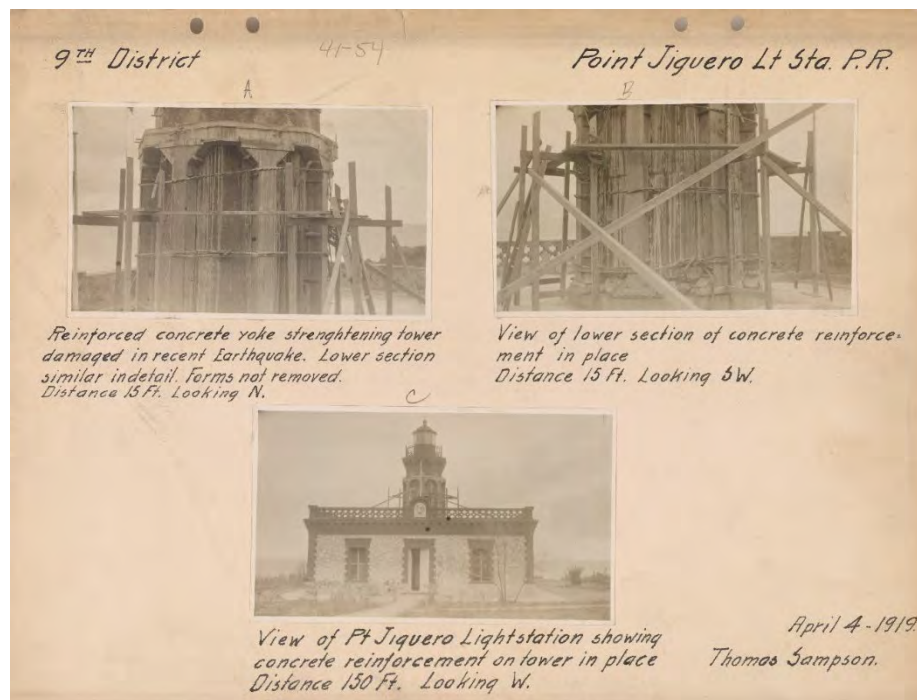 9TH District
41-54
Point Jiguero Lt Sta. P.R.
A
B
Reinforced concrete yoke strenghtening tower
damaged in recent Earthquake. Lower section
similar in detail. Forms not removed.
Distance 15 Ft. Looking N.
View of lower section of concrete reinforce=
ment in place
Distance 15 Ft. Looking SW.
C
View of Pt Jiguero Lightstation showing
concrete reinforcement on tower in place
Distance 150 Ft. Looking W.
April 4-1919.
Thomas Sampson.